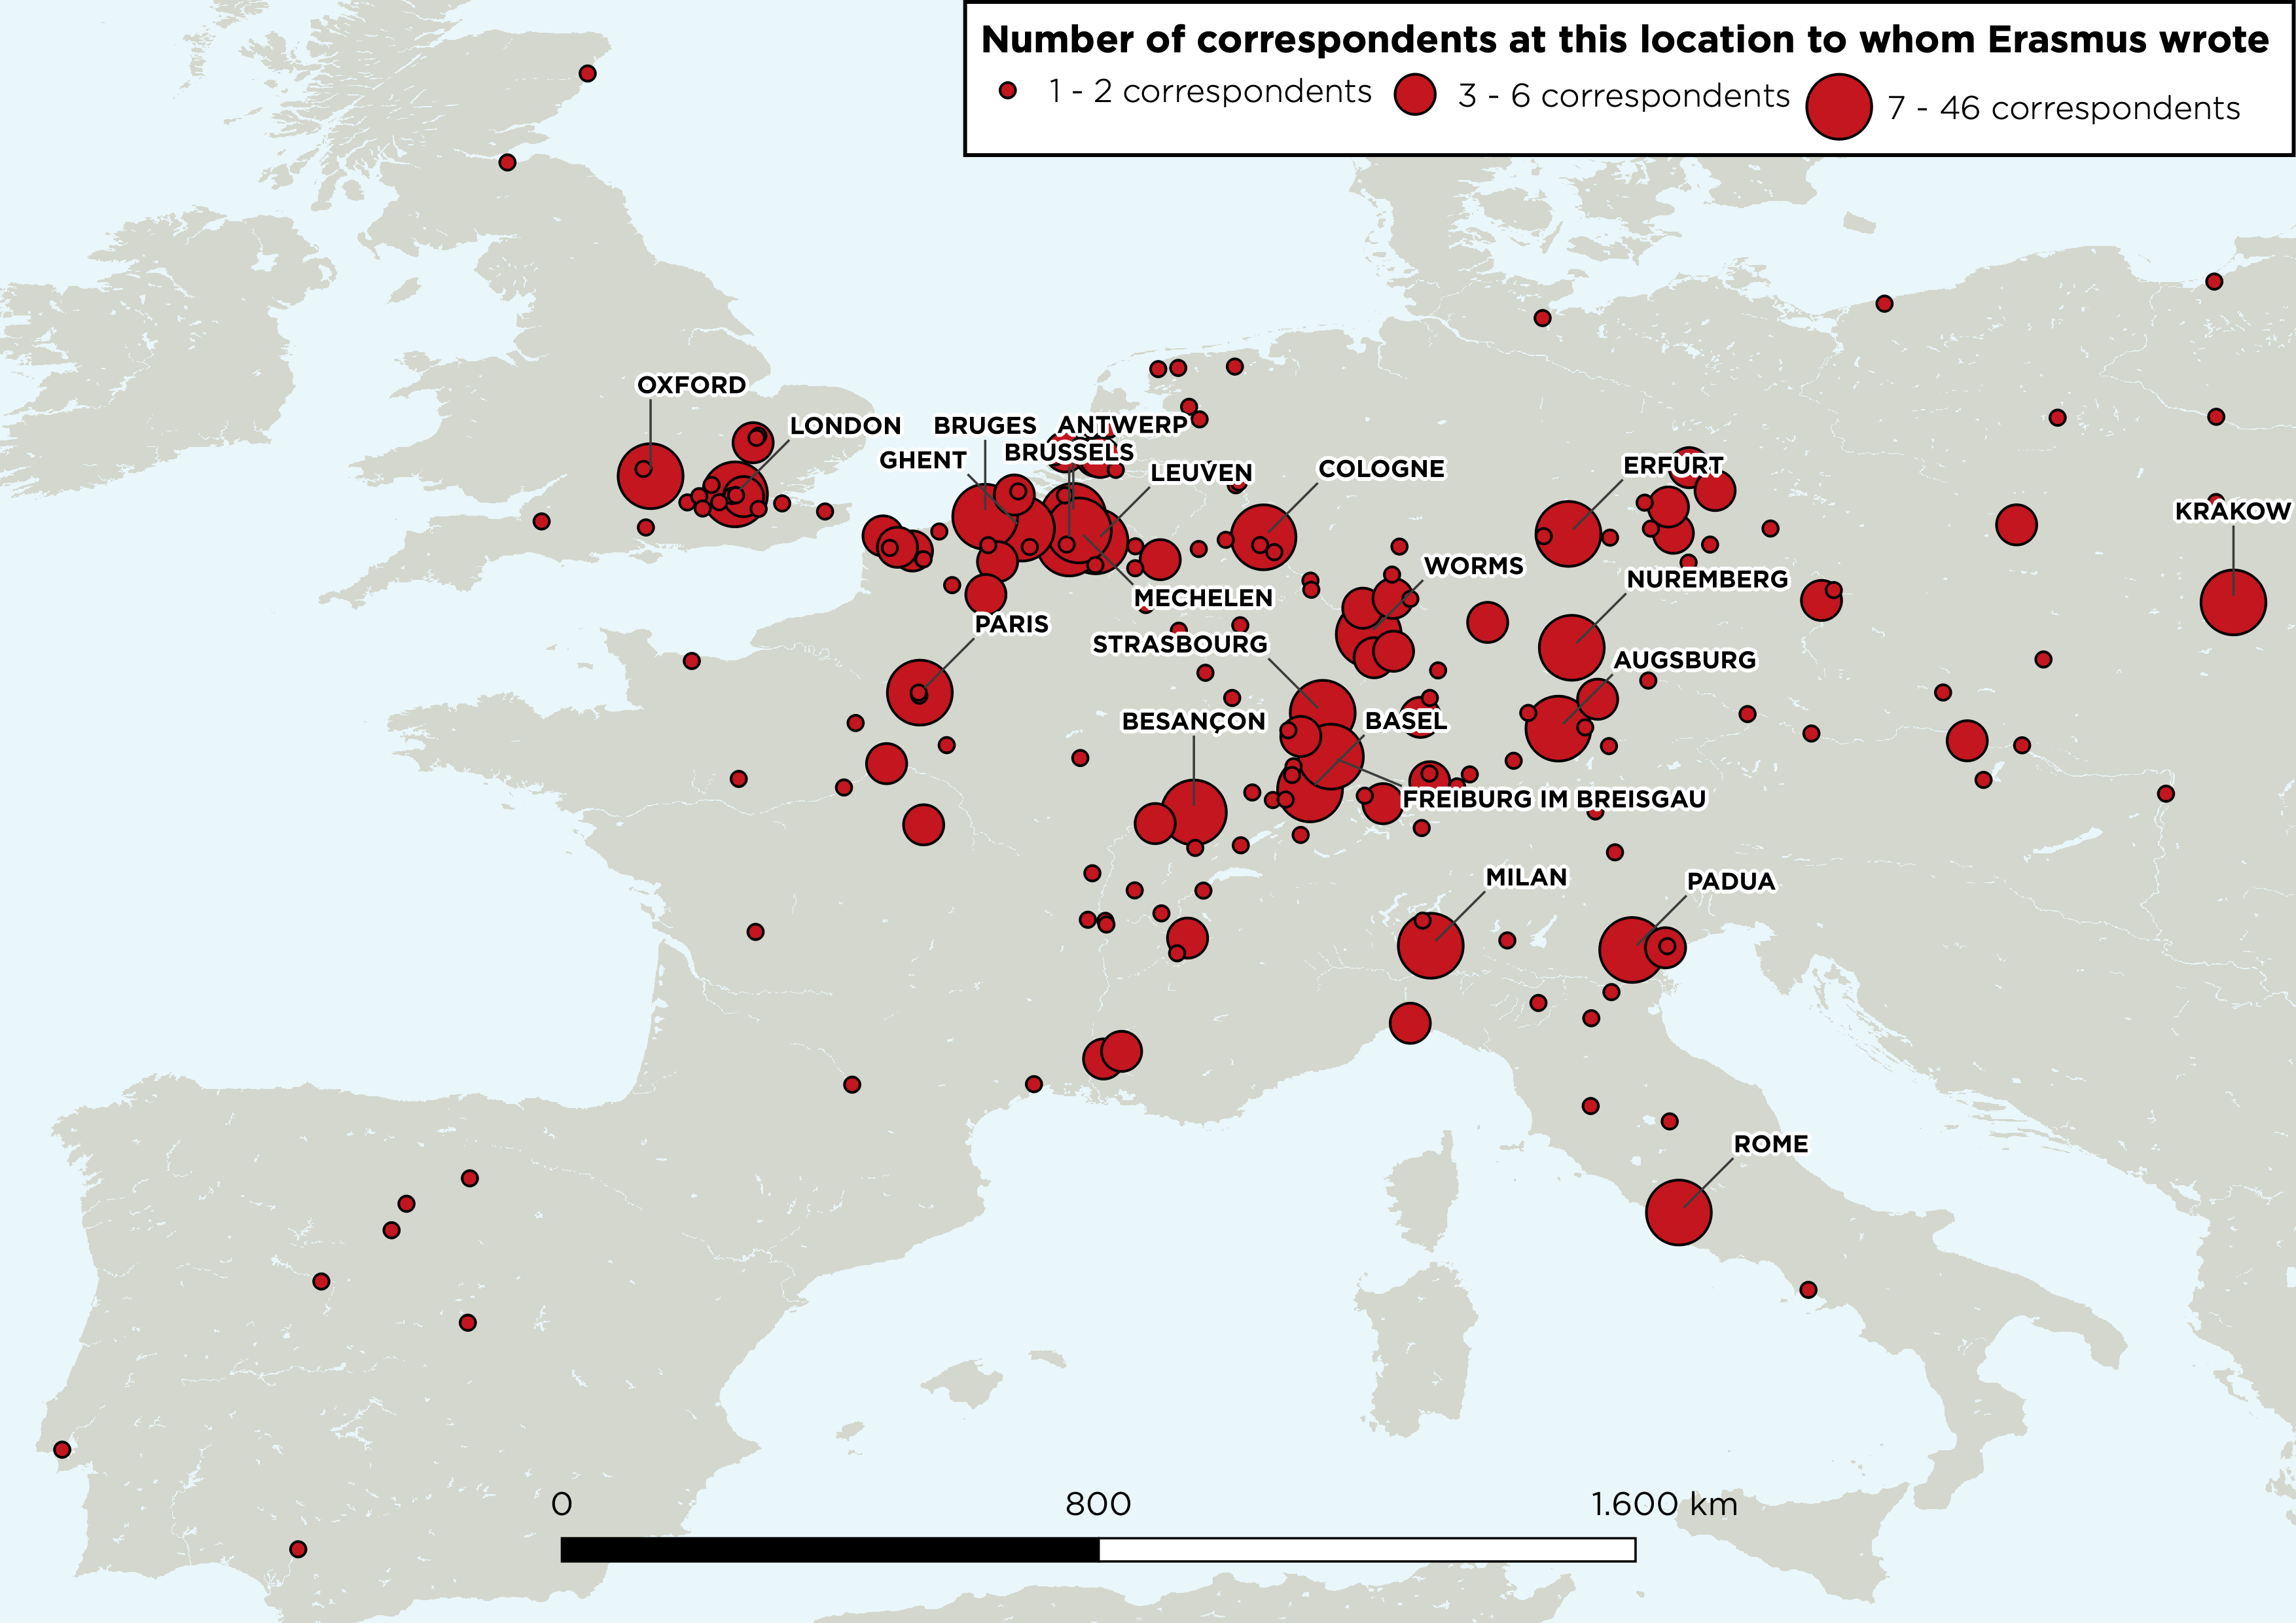 Number of correspondents at this location to whom Erasmus wrote
1 - 2 correspondents 3 - 6 correspondents 7 - 46 correspondents
OXFORD
LONDON
BRUGES
ANTWERP
BRUSSELS
GHENT
LEUVEN
COLOGNE
ERFURT
KRAKOW
WORMS
NUREMBERG
MECHELEN
PARIS
STRASBOURG
AUGSBURG
BESANÇON
BASEL
FREIBURG IM BREISGAU
MILAN
PADUA
ROME
0 800 1.600 km